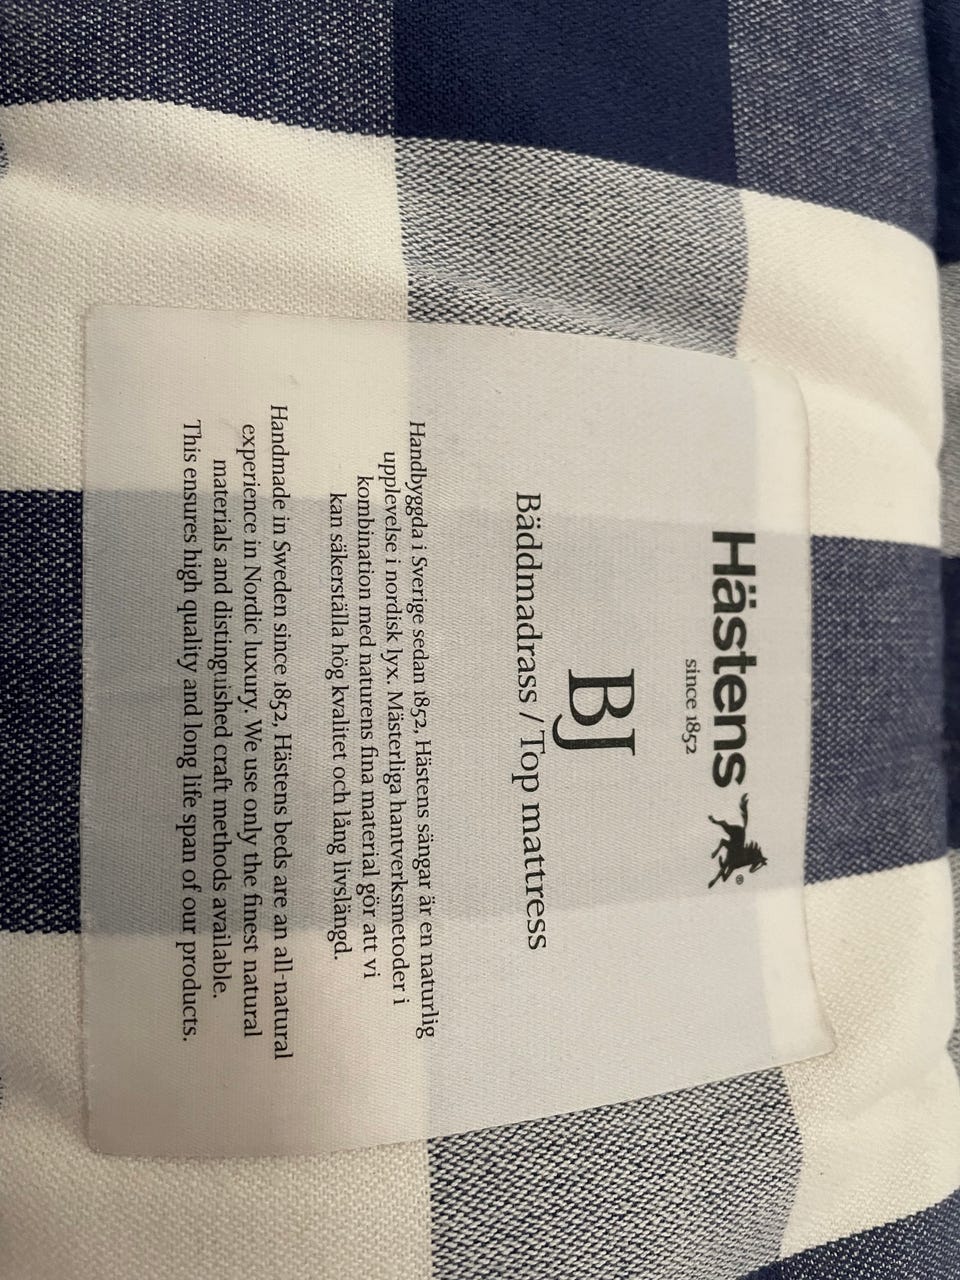 Hästens
since 1852
BJ
Bäddmadrass / Top mattress
Handbyggda i Sverige sedan 1852, Hästens sängar är en naturlig
upplevelse i nordisk lyx. Mästerliga hantverksmetoder i
kombination med naturens fina material gör att vi
kan säkerställa hög kvalitet och lång livslängd.
Handmade in Sweden since 1852, Hästens beds are an all-natural
experience in Nordic luxury. We use only the finest natural
materials and distinguished craft methods available.
This ensures high quality and long life span of our products.